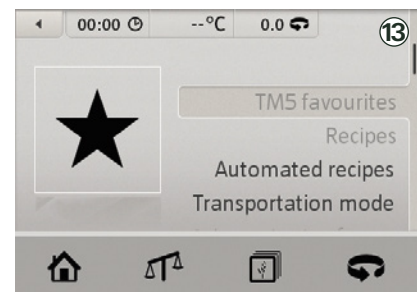 00:00 --°C 0.0 13
TM5 favourites
Recipes
Automated recipes
Transportation mode